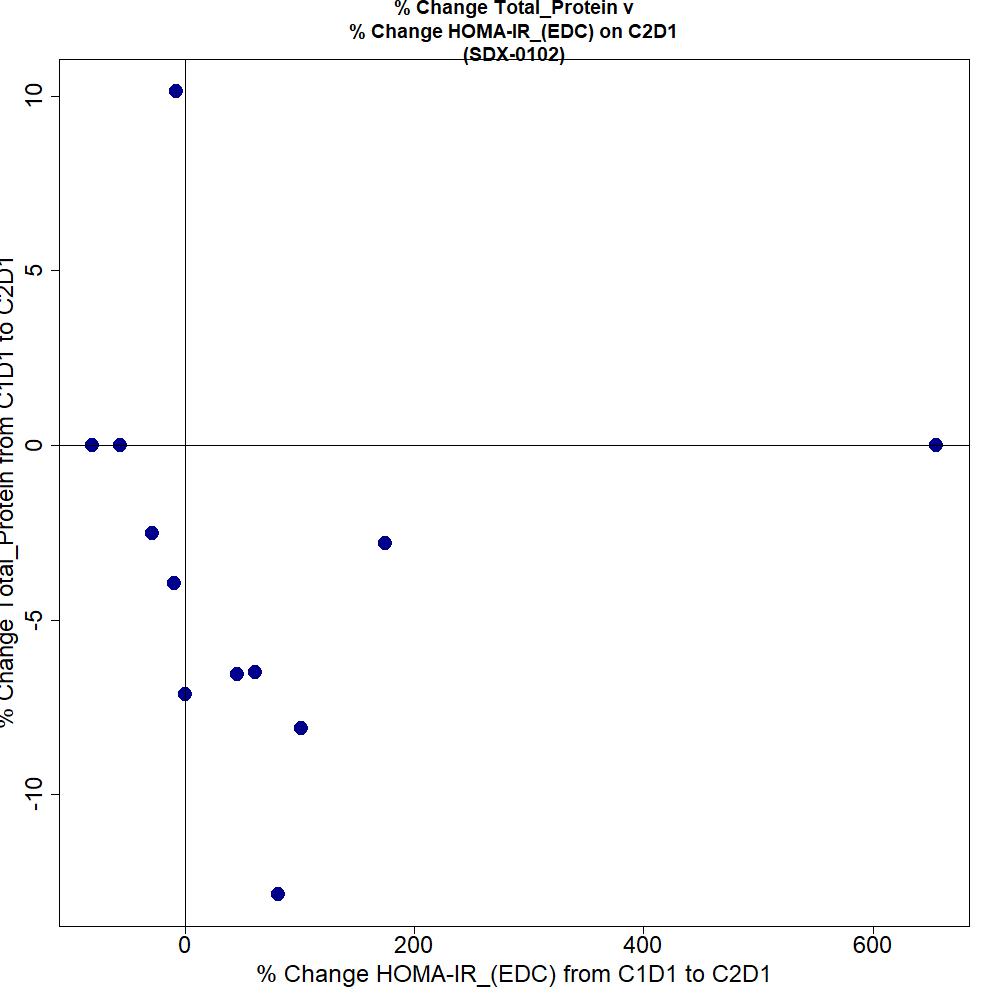 % Change Total_Protein v
% Change HOMA-IR_(EDC) on C2D1
(SDX-0102)
% Change Total_Protein from C1D1 to C2D1
10
5
0
-5
-10
0
200
400
600
% Change HOMA-IR_(EDC) from C1D1 to C2D1